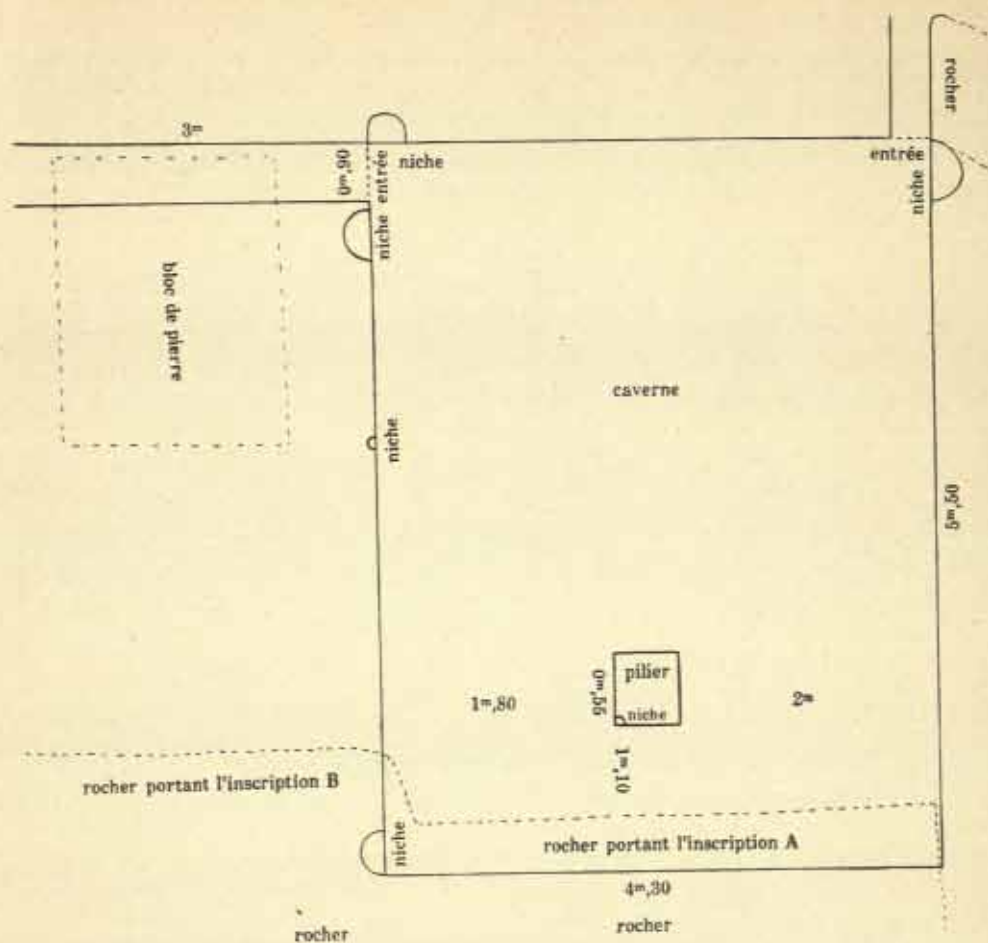 rocher
3m
niche
entrée
0m,90
entrée
niche
niche
bloc de pierre
caverne
niche
5m,50
pilier
0m,55
niche
1m,80
2m
1m,10
rocher portant l'inscription B
niche
rocher portant l'inscription A
4m,30
rocher
rocher